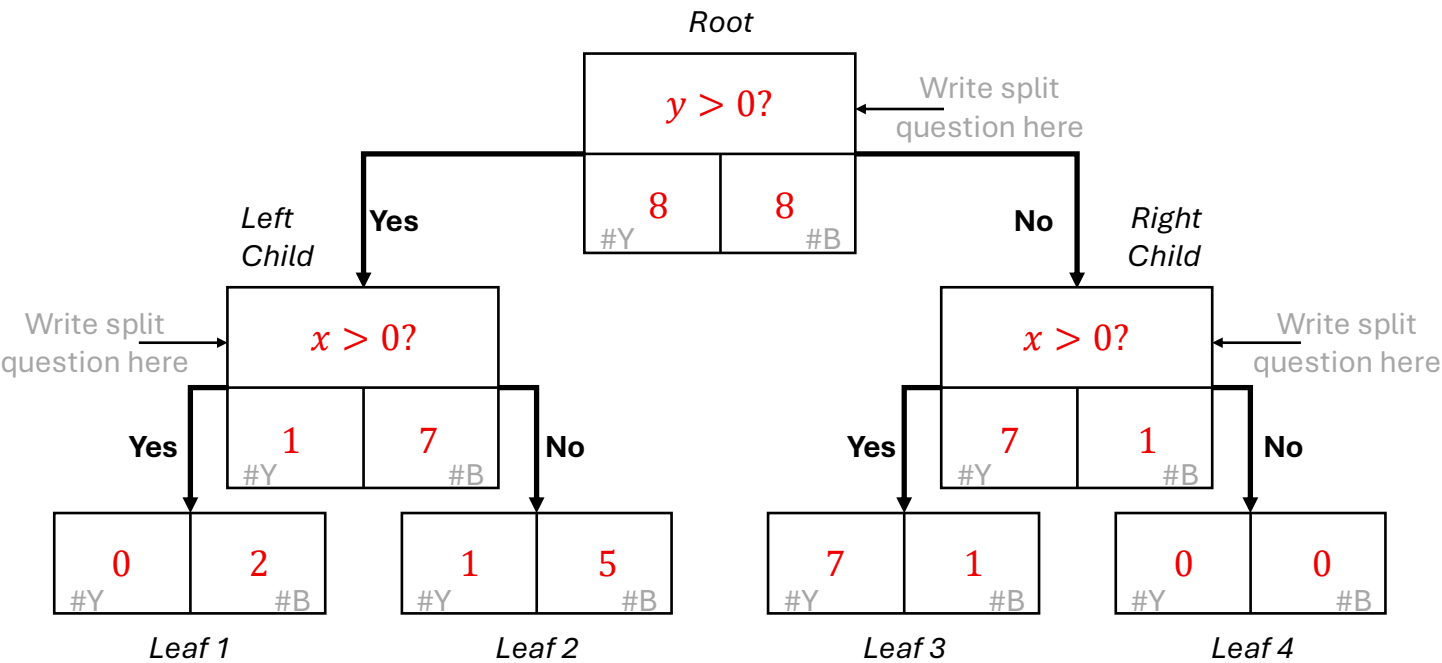 Root
y > 0?
Write split
question here
8
8
#Y
#B
Yes
No
Left
Child
Right
Child
Write split
question here
x > 0?
x > 0?
Write split
question here
1
7
#Y
#B
7
1
#Y
#B
Yes
No
Yes
No
0
2
#Y
#B
1
5
#Y
#B
7
1
#Y
#B
0
0
#Y
#B
Leaf 1
Leaf 2
Leaf 3
Leaf 4